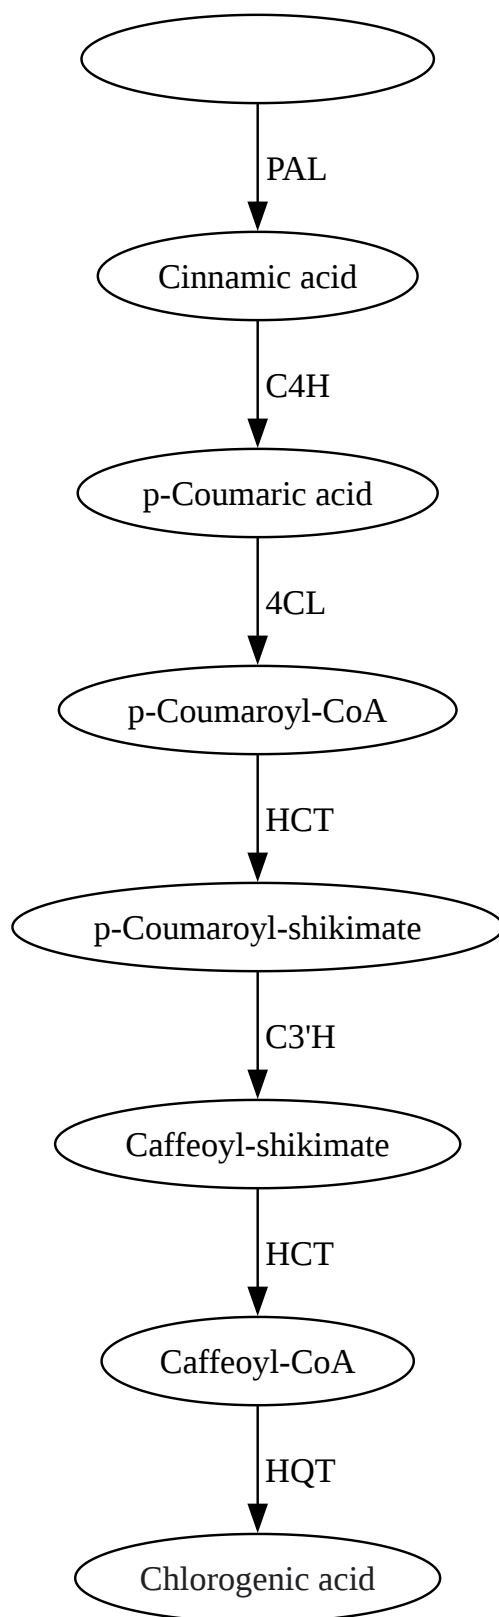 PAL
Cinnamic acid
C4H
p-Coumaric acid
4CL
p-Coumaroyl-CoA
HCT
p-Coumaroyl-shikimate
C3'H
Caffeoyl-shikimate
HCT
Caffeoyl-CoA
HQT
Chlorogenic acid